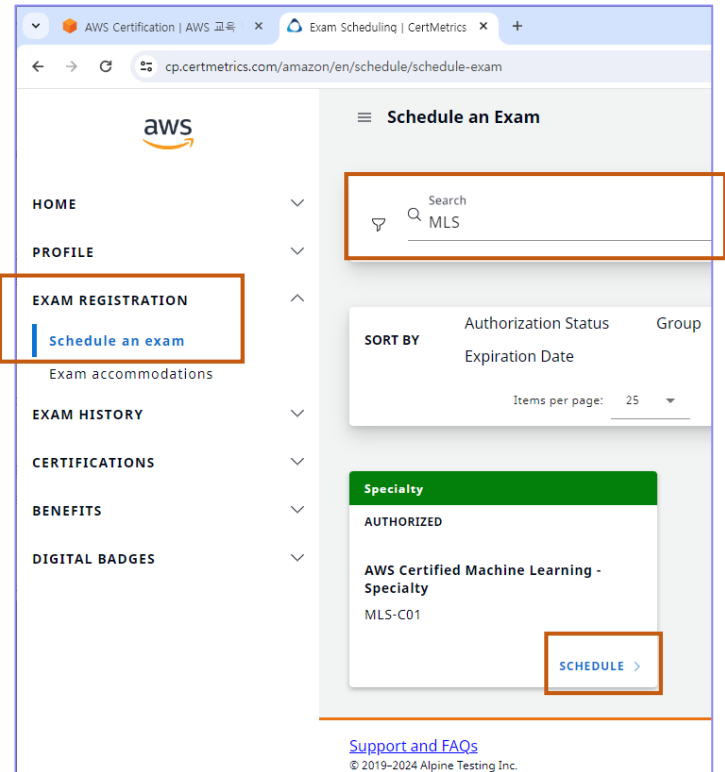 AWS Certification | AWS 교육
Exam Scheduling | CertMetrics
cp.certmetrics.com/amazon/en/schedule/schedule-exam
aws
HOME
PROFILE
EXAM REGISTRATION
Schedule an exam
Exam accommodations
EXAM HISTORY
CERTIFICATIONS
BENEFITS
DIGITAL BADGES
Schedule an Exam
Search
MLS
SORT BY
Authorization Status
Group
Expiration Date
Items per page: 25
Specialty
AUTHORIZED
AWS Certified Machine Learning -
Specialty
MLS-C01
SCHEDULE
Support and FAQs
© 2019–2024 Alpine Testing Inc.